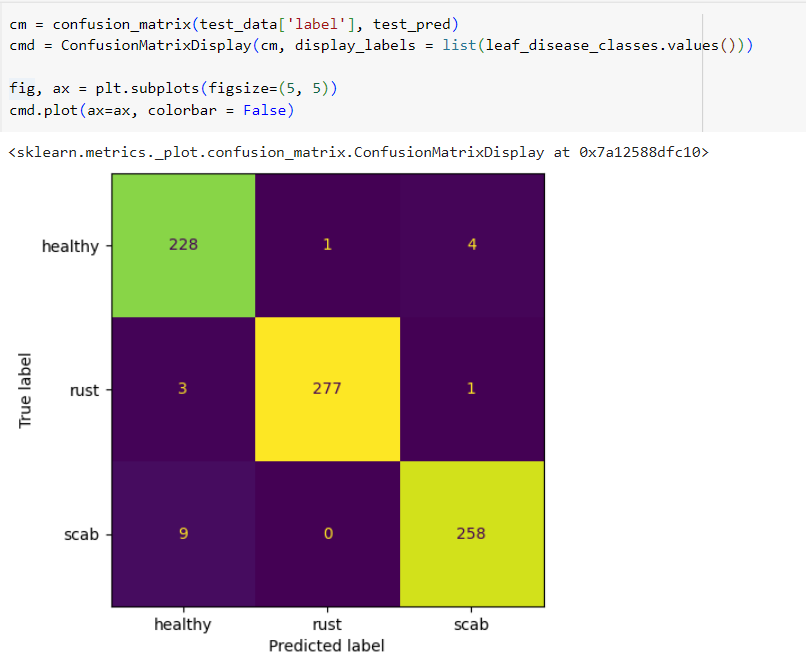 cm = confusion_matrix(test_data['label'], test_pred)
cmd = ConfusionMatrixDisplay(cm, display_labels = list(leaf_disease_classes.values()))
fig, ax = plt.subplots(figsize=(5, 5))
cmd.plot(ax=ax, colorbar = False)
<sklearn.metrics._plot.confusion_matrix.ConfusionMatrixDisplay at 0x7a12588dfc10>
healthy 228 1 4
True label
rust 3 277 1
scab 9 0 258
healthy rust scab
Predicted label